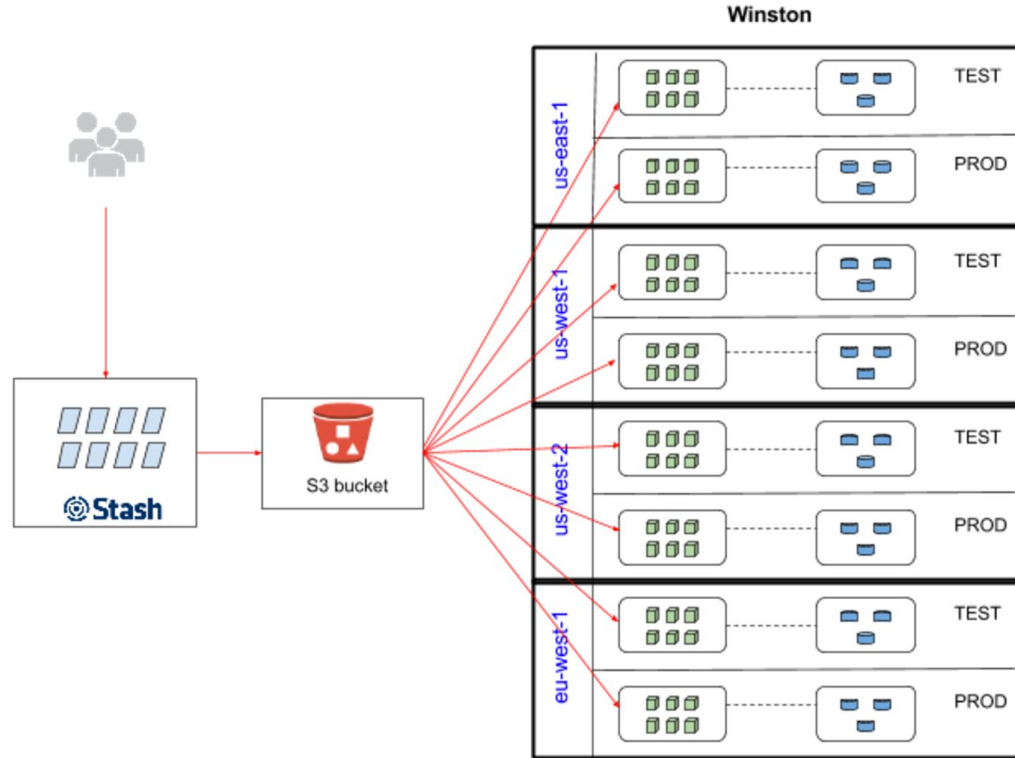 Winston
us-east-1
TEST
PROD
us-west-1
TEST
PROD
Stash
S3 bucket
us-west-2
TEST
PROD
eu-west-1
TEST
PROD